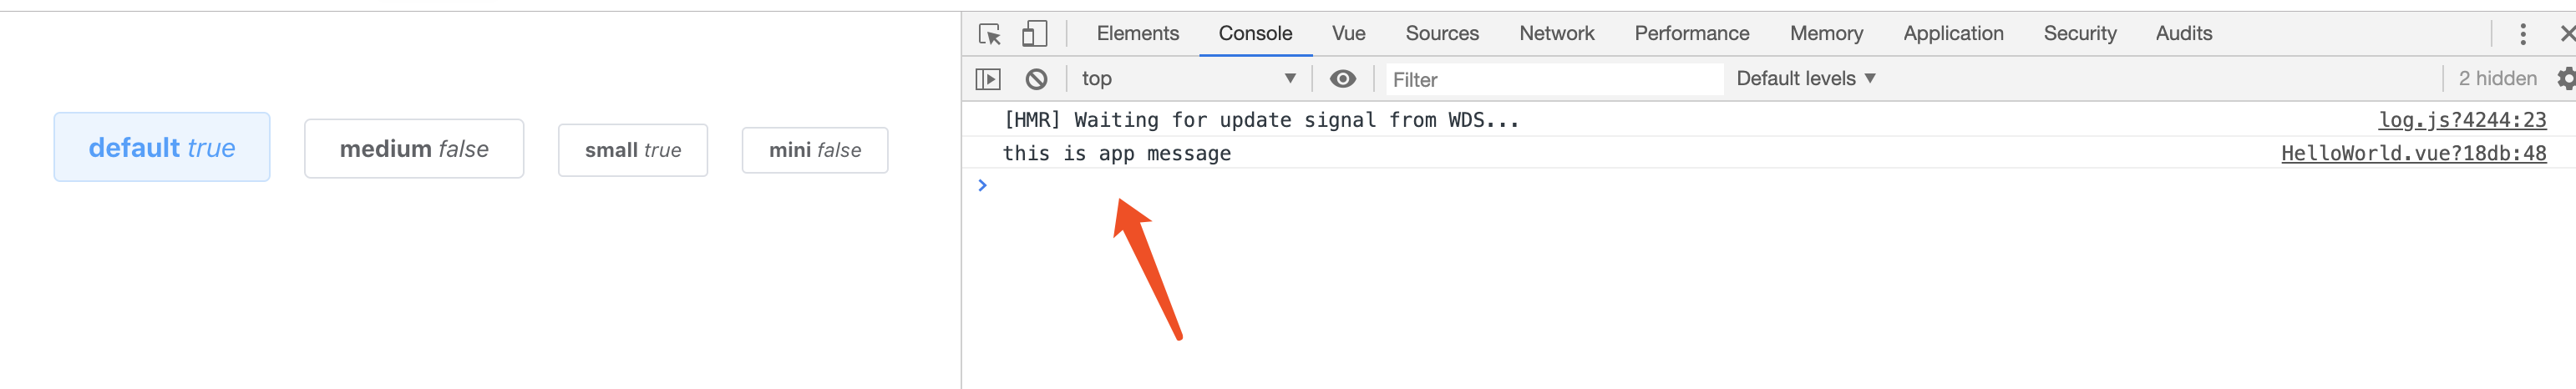 default true
medium false
small true
mini false
Elements Console Vue Sources Network Performance Memory Application Security Audits
top Filter Default levels 2 hidden
[HMR] Waiting for update signal from WDS... log.js?4244:23
this is app message HelloWorld.vue?18db:48